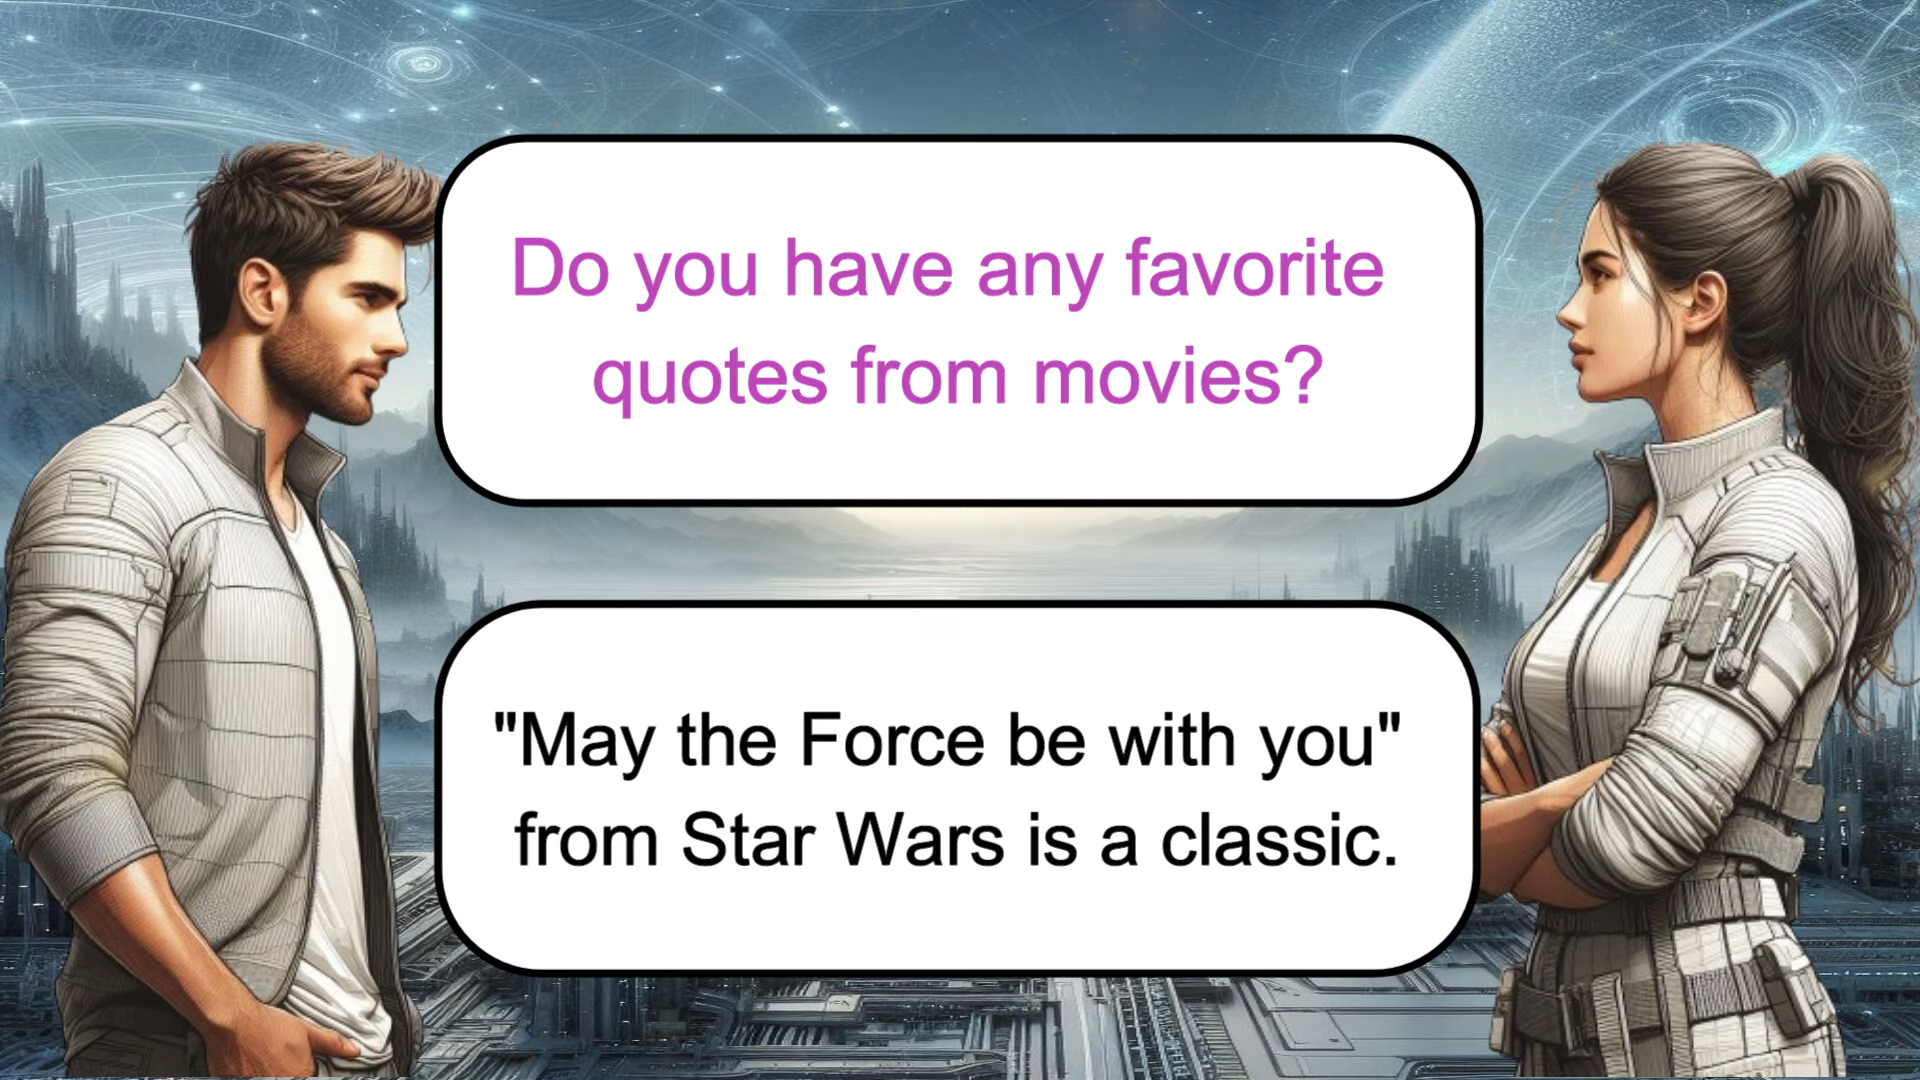 Do you have any favorite
quotes from movies?
"May the Force be with you"
from Star Wars is a classic.